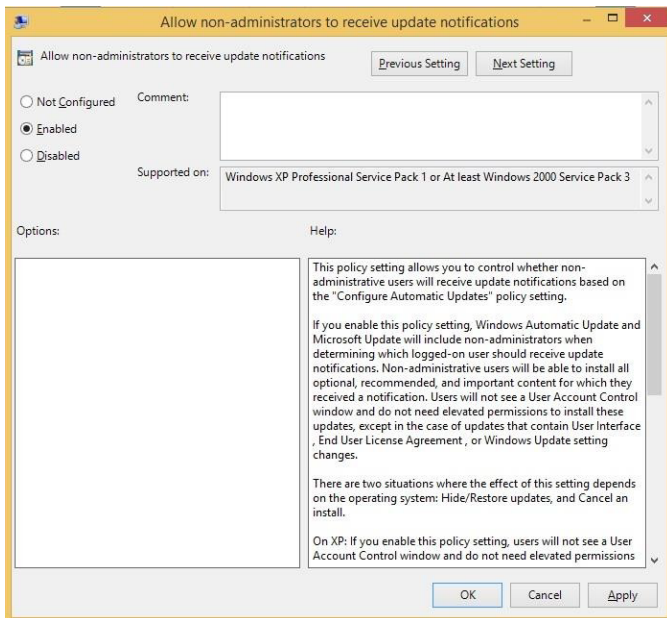 Allow non-administrators to receive update notifications
Allow non-administrators to receive update notifications
Previous Setting
Next Setting
Not Configured
Comment:
Enabled
Disabled
Supported on:
Windows XP Professional Service Pack 1 or At least Windows 2000 Service Pack 3
Options:
Help:
This policy setting allows you to control whether non-
administrative users will receive update notifications based on
the "Configure Automatic Updates" policy setting.
If you enable this policy setting, Windows Automatic Update and
Microsoft Update will include non-administrators when
determining which logged-on user should receive update
notifications. Non-administrative users will be able to install all
optional, recommended, and important content for which they
received a notification. Users will not see a User Account Control
window and do not need elevated permissions to install these
updates, except in the case of updates that contain User Interface
, End User License Agreement , or Windows Update setting
changes.
There are two situations where the effect of this setting depends
on the operating system: Hide/Restore updates, and Cancel an
install.
On XP: If you enable this policy setting, users will not see a User
Account Control window and do not need elevated permissions
OK
Cancel
Apply